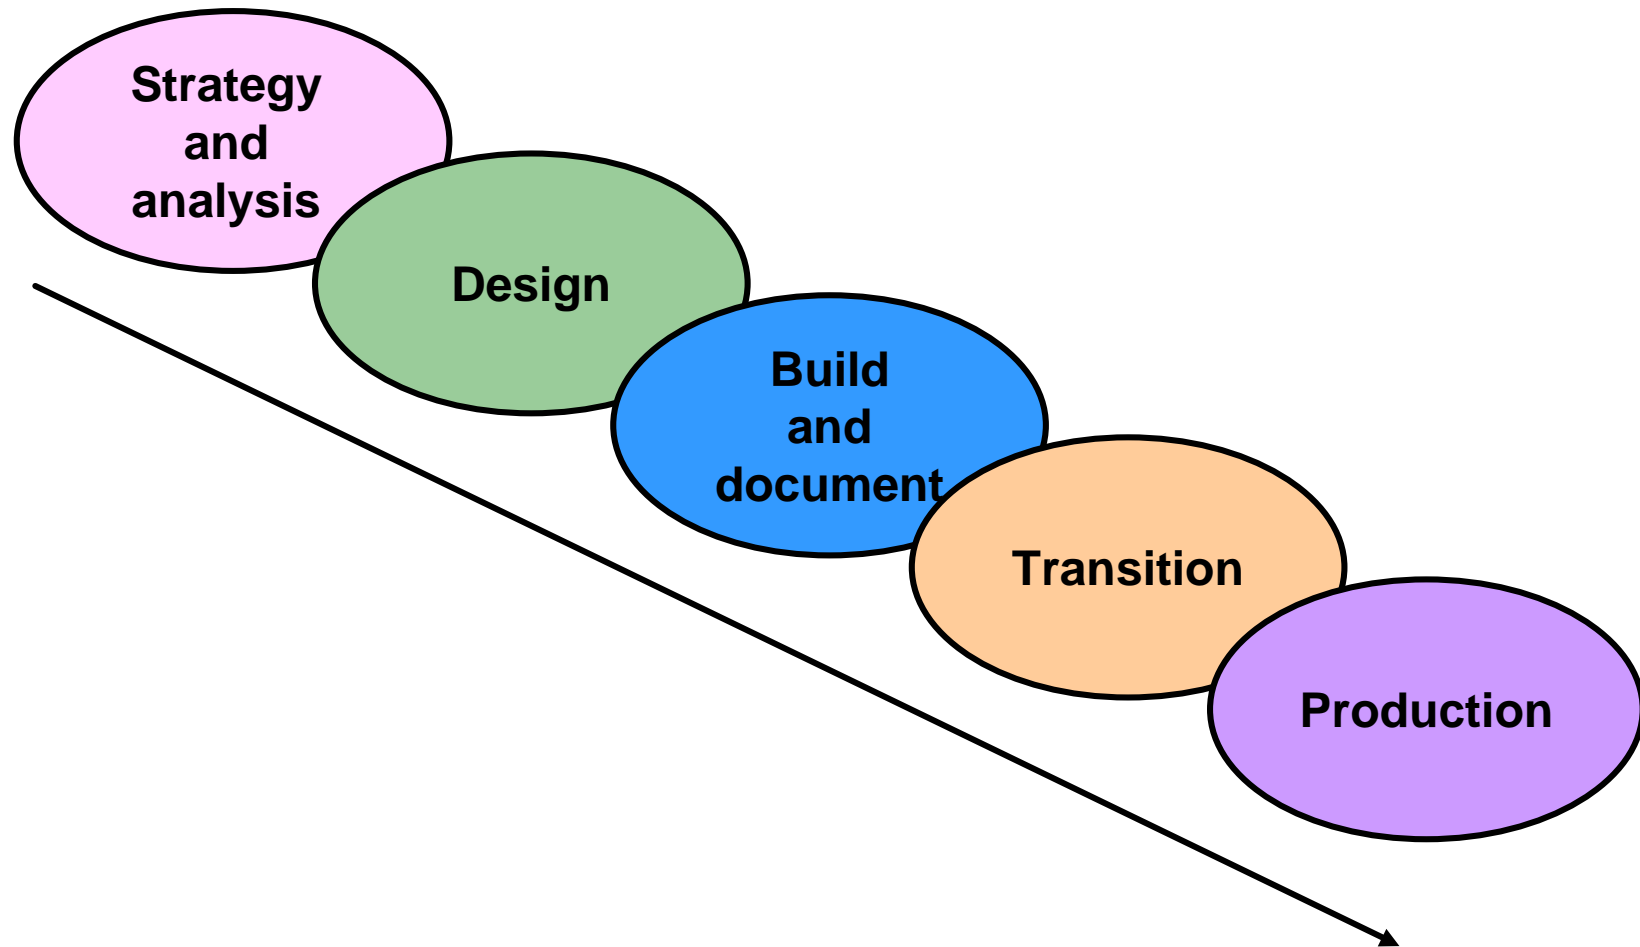 Strategy
and
analysis
Design
Build
and
document
Transition
Production